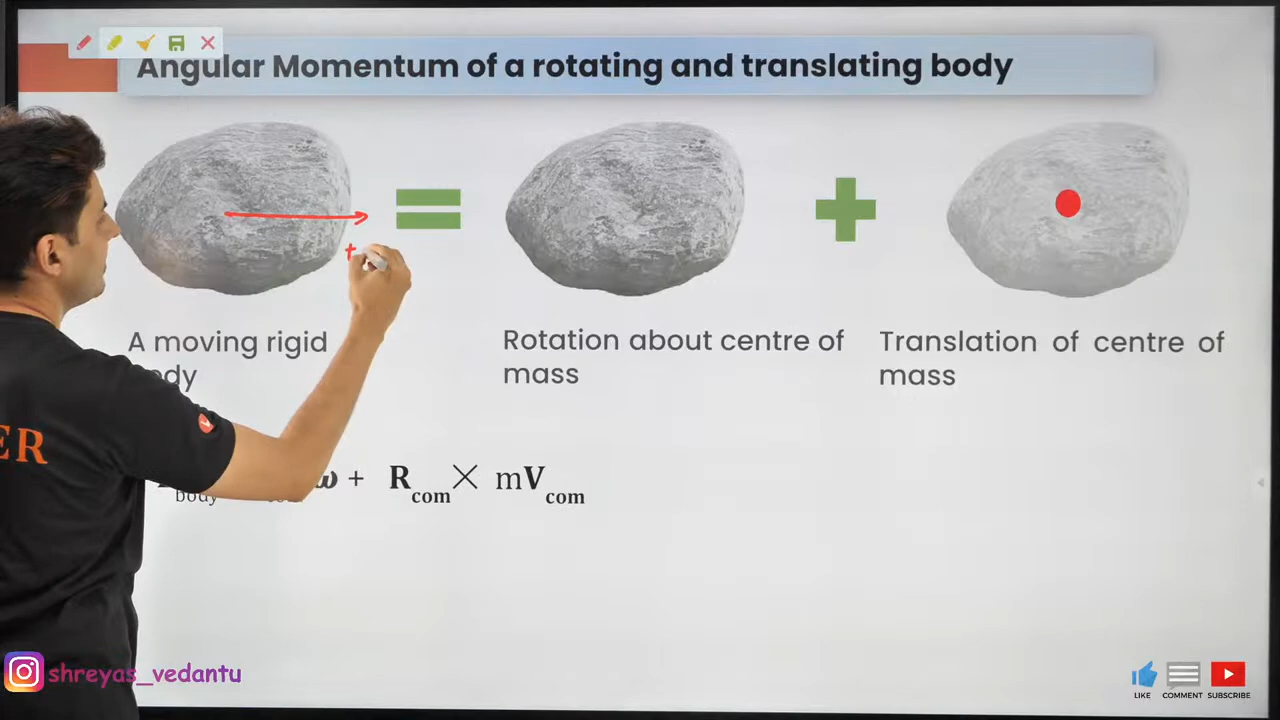 Angular Momentum of a rotating and translating body
A moving rigid
Rotation about centre of
mass
Translation of centre of
mass
body
ω + R com × mV com
ER
shreyas_vedantu
LIKE COMMENT SUBSCRIBE